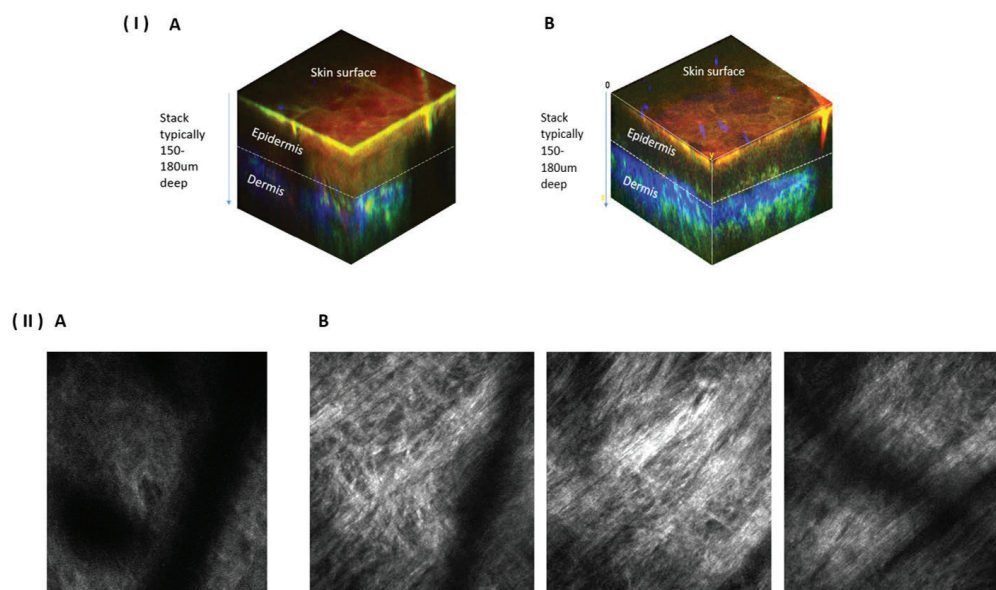 ( I ) A
B
Skin surface
Stack
typically
150-
180um
deep
Epidermis
Dermis
0
Skin surface
Stack
typically
150-
180um
deep
Epidermis
Dermis
( II ) A
B